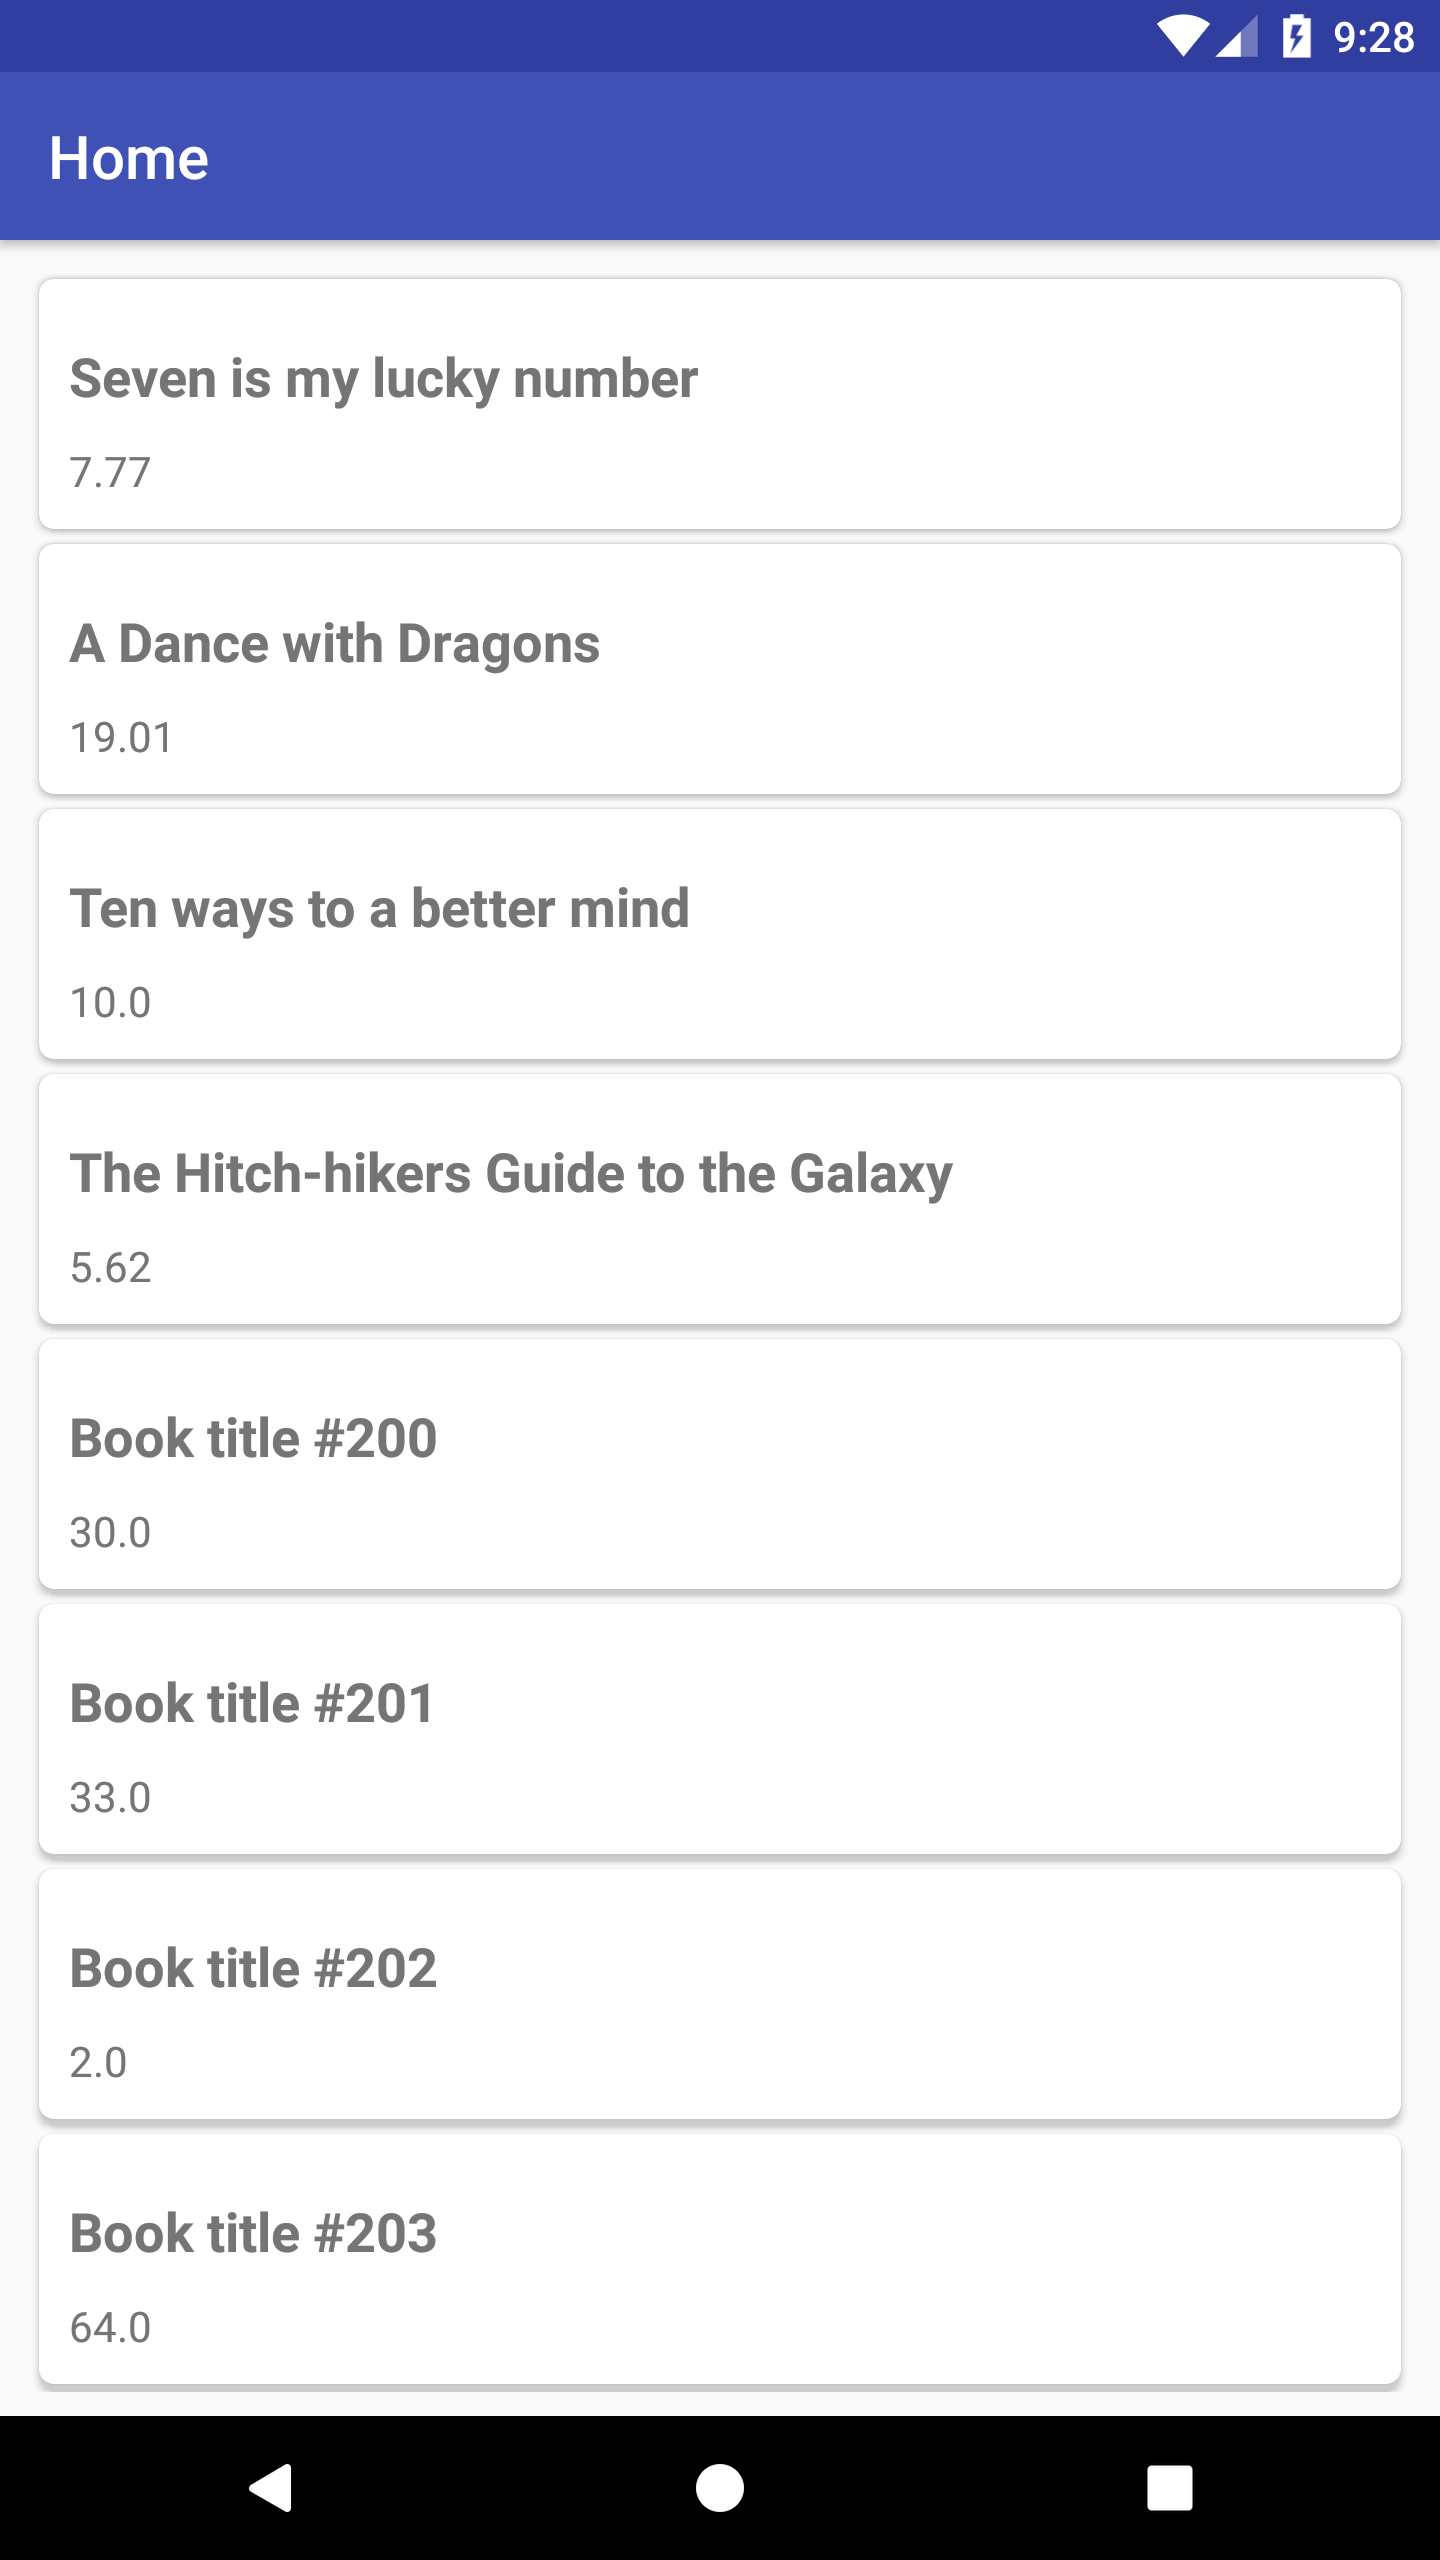 9:28
Home
Seven is my lucky number
7.77
A Dance with Dragons
19.01
Ten ways to a better mind
10.0
The Hitch-hikers Guide to the Galaxy
5.62
Book title #200
30.0
Book title #201
33.0
Book title #202
2.0
Book title #203
64.0